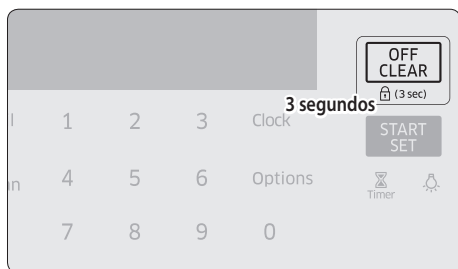 OFF
CLEAR
(3 sec)
3 segundos
1 2 3 Clock
START
SET
4 5 6 Options
Timer
7 8 9 0